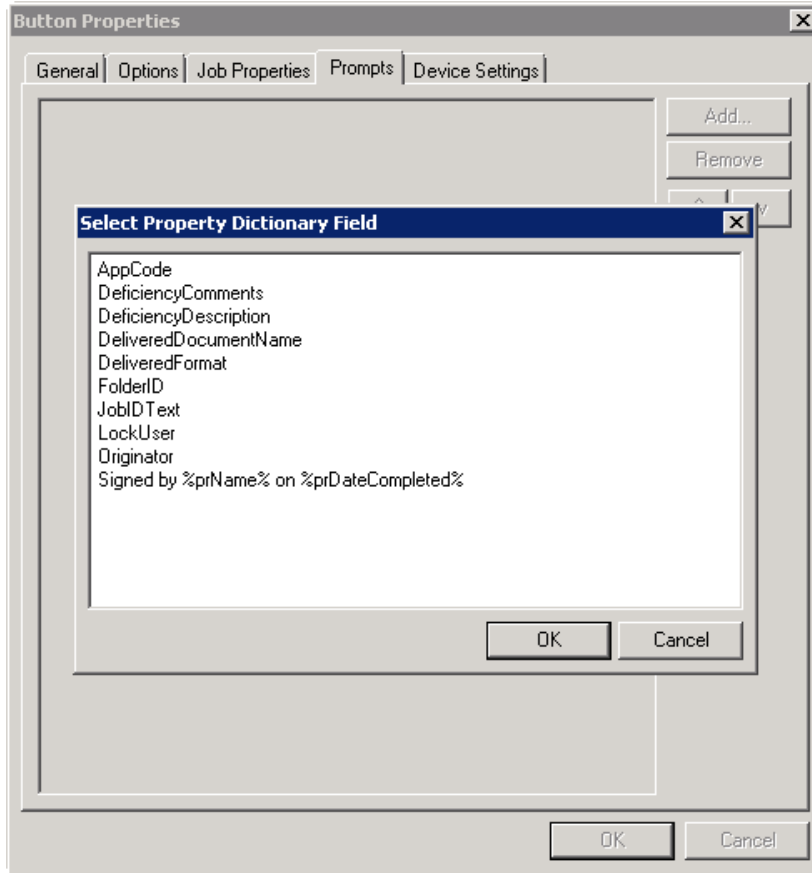 Button Properties
General Options Job Properties Prompts Device Settings
Add...
Remove
Select Property Dictionary Field
AppCode
DeficiencyComments
DeficiencyDescription
DeliveredDocumentName
DeliveredFormat
FolderID
JobIDText
LockUser
Originator
Signed by %prName% on %prDateCompleted%
OK Cancel
OK Cancel